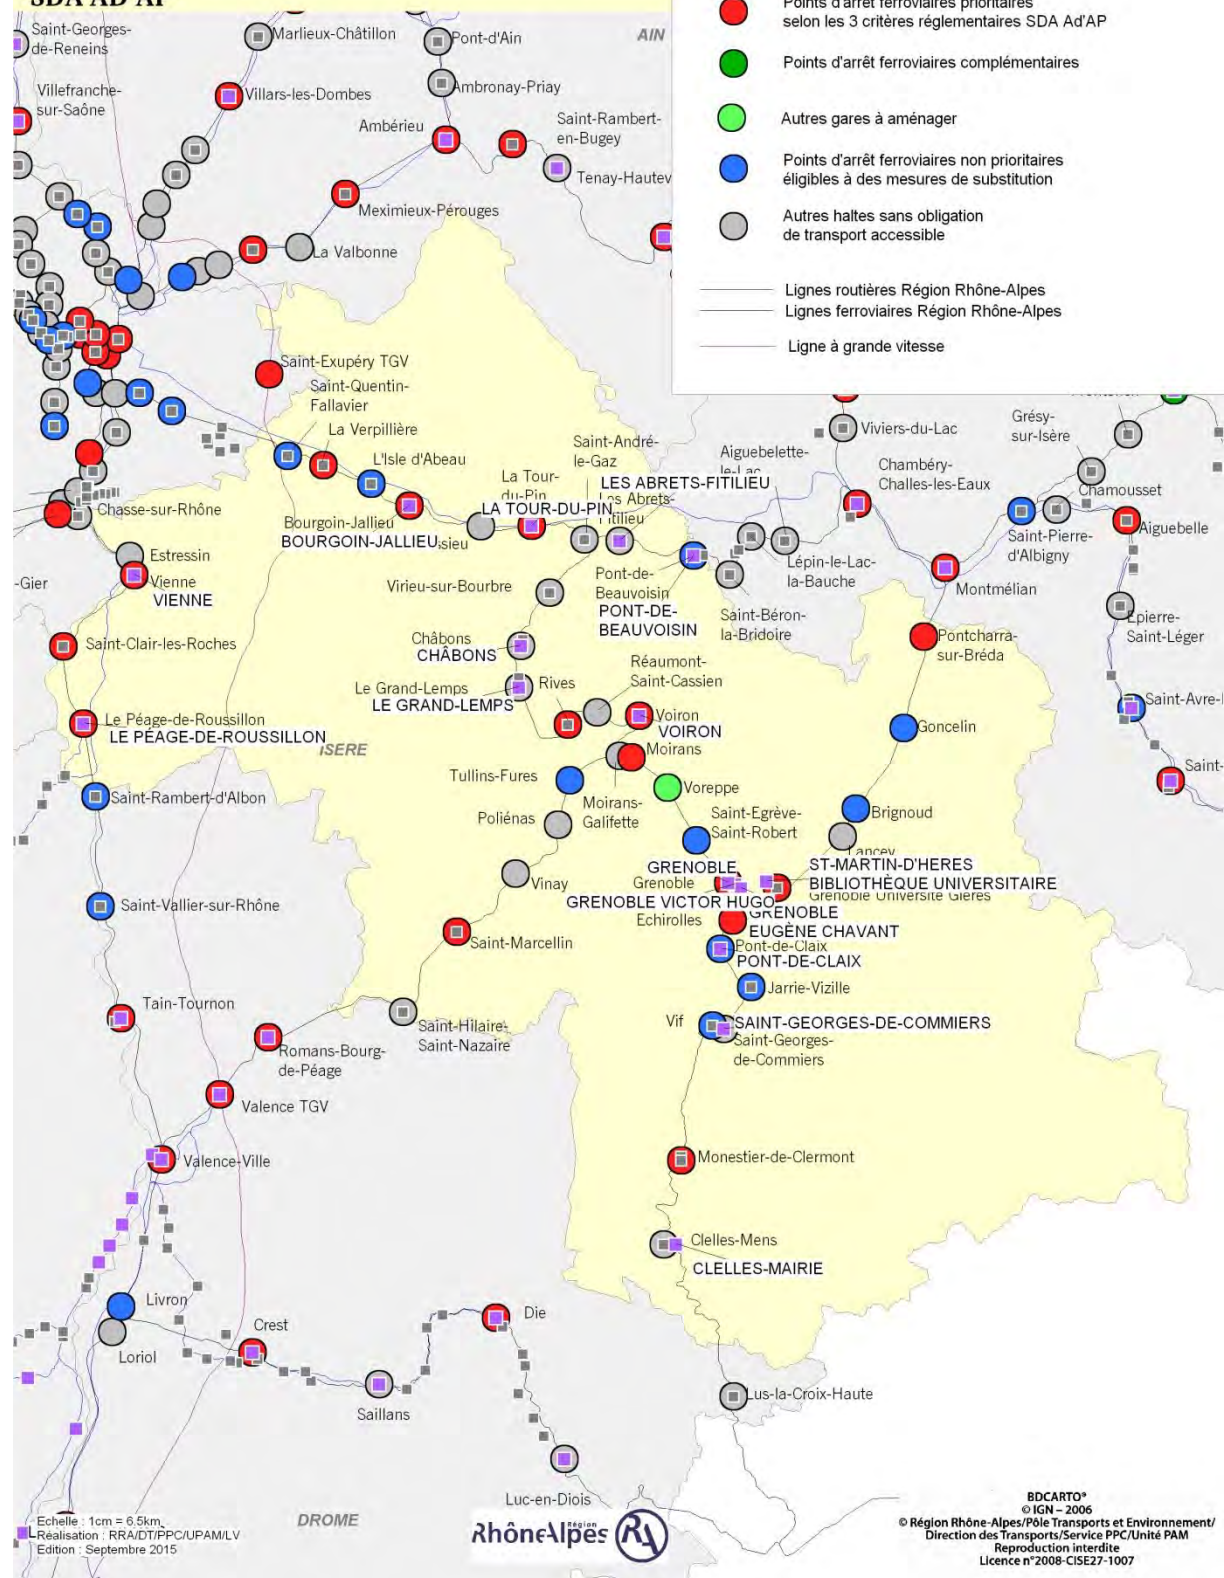 SDA AD'AP
Points d'arrêt ferroviaires prioritaires
selon les 3 critères réglementaires SDA Ad'AP
Points d'arrêt ferroviaires complémentaires
Autres gares à aménager
Points d'arrêt ferroviaires non prioritaires
éligibles à des mesures de substitution
Autres haltes sans obligation
de transport accessible
Lignes routières Région Rhône-Alpes
Lignes ferroviaires Région Rhône-Alpes
Ligne à grande vitesse
Saint-Georges-
de-Reneins
Marlieux-Châtillon
Pont-d'Ain
AIN
Villefranche-
sur-Saône
Villars-les-Dombes
Ambronay-Priay
Ambérieu
Saint-Rambert-
en-Bugey
Tenay-Hautev
Meximieux-Pérouges
La Valbonne
Saint-Exupéry TGV
Saint-Quentin-
Fallavier
La Verpillière
L'Isle d'Abeau
Saint-André-
le-Gaz
La Tour-
du-Pin
LA TOUR-DU-PIN
Les Abrets-
Fitilieu
LES ABRETS-FITILIEU
Aiguebelette-
le-Lac
Viviers-du-Lac
Grésy-
sur-Isère
Chambéry-
Challes-les-Eaux
Chamousset
Aiguebelle
Saint-Pierre-
d'Albigny
Chasse-sur-Rhône
Bourgoin-Jallieu
BOURGOIN-JALLIEU
ssieu
Estressin
-Gier
Vienne
VIENNE
Virieu-sur-Bourbre
Pont-de-
Beauvoisin
PONT-DE-
BEAUVOISIN
Lépin-le-Lac-
la-Bauche
Saint-Béron-
la-Bridoire
Montmélian
Epierre-
Saint-Léger
Saint-Clair-les-Roches
Châbons
CHÂBONS
Pontcharra-
sur-Bréda
Réaumont-
Saint-Cassien
Le Grand-Lemps
LE GRAND-LEMPS
Rives
Saint-Avre-
Le Péage-de-Roussillon
LE PÉAGE-DE-ROUSSILLON
Voiron
VOIRON
Goncelin
ISERE
Moirans
Saint-
Tullins-Fures
Voreppe
Saint-Rambert-d'Albon
Moirans-
Galifette
Poliénas
Saint-Egrève-
Saint-Robert
Brignoud
Lancey
Vinay
GRENOBLE
Grenoble
ST-MARTIN-D'HERES
BIBLIOTHÈQUE UNIVERSITAIRE
Grenoble Université Gières
GRENOBLE VICTOR HUGO
Saint-Vallier-sur-Rhône
Echirolles
GRENOBLE
EUGÈNE CHAVANT
Saint-Marcellin
Pont-de-Claix
PONT-DE-CLAIX
Jarrie-Vizille
Tain-Tournon
Vif
SAINT-GEORGES-DE-COMMIERS
Saint-Georges-
de-Commiers
Saint-Hilaire-
Saint-Nazaire
Romans-Bourg-
de-Péage
Valence TGV
Valence-Ville
Monestier-de-Clermont
Clelles-Mens
CLELLES-MAIRIE
Livron
Loriol
Crest
Die
Saillans
Lus-la-Croix-Haute
Luc-en-Diois
DROME
Echelle : 1cm = 6.5km
Réalisation : RRA/DT/PPC/UPAM/LV
Edition : Septembre 2015
Région
RhôneAlpes
RA
BDCARTO®
© IGN – 2006
© Région Rhône-Alpes/Pôle Transports et Environnement/
Direction des Transports/Service PPC/Unité PAM
Reproduction interdite
Licence n°2008-CISE27-1007